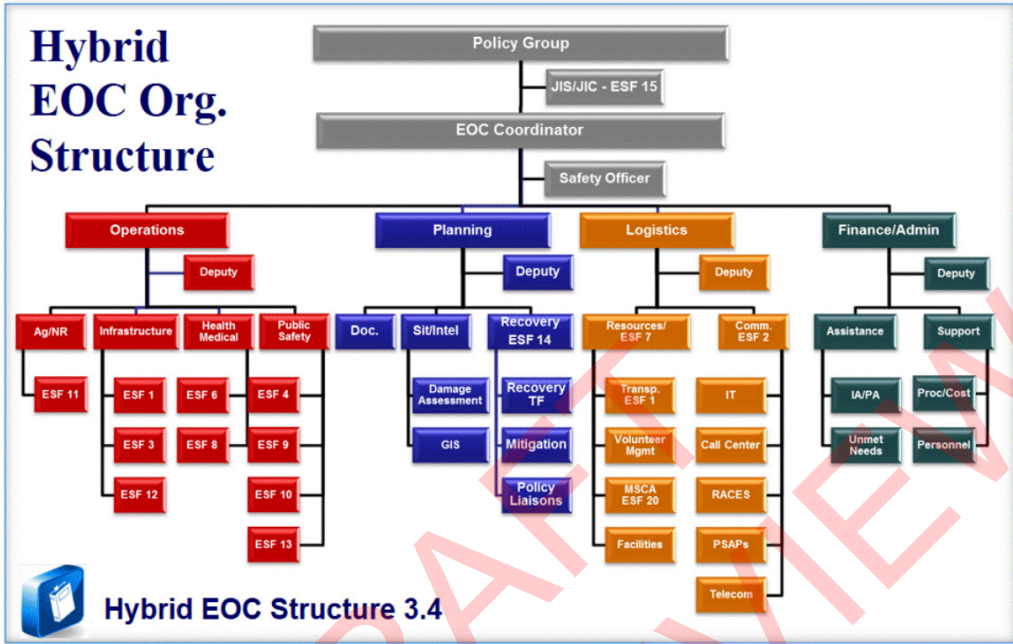 Hybrid
EOC Org.
Structure
Policy Group
JIS/JIC - ESF 15
EOC Coordinator
Safety Officer
Operations
Planning
Logistics
Finance/Admin
Deputy
Deputy
Deputy
Deputy
Ag/NR
Infrastructure
Health
Medical
Public
Safety
Doc.
Sit/Intel
Recovery
ESF 14
Resources/
ESF 7
Comm.
ESF 2
Assistance
Support
ESF 11
ESF 1
ESF 6
ESF 4
Damage
Assessment
Recovery
TF
Transp.
ESF 1
IT
IA/PA
Proc/Cost
ESF 3
ESF 8
ESF 9
GIS
Mitigation
Volunteer
Mgmt
Call Center
Unmet
Needs
Personnel
ESF 12
ESF 10
Policy
Liaisons
MSCA
ESF 20
RACES
ESF 13
Facilities
PSAPs
Telecom
Hybrid EOC Structure 3.4